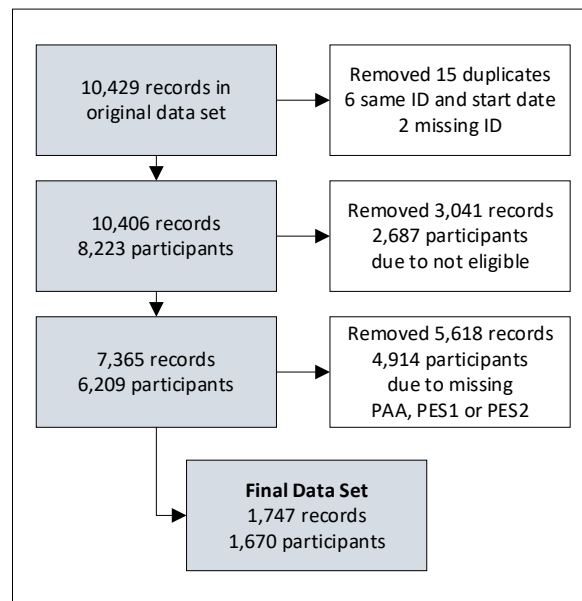 10,429 records in
original data set
Removed 15 duplicates
6 same ID and start date
2 missing ID
10,406 records
8,223 participants
Removed 3,041 records
2,687 participants
due to not eligible
7,365 records
6,209 participants
Removed 5,618 records
4,914 participants
due to missing
PAA, PES1 or PES2
Final Data Set
1,747 records
1,670 participants